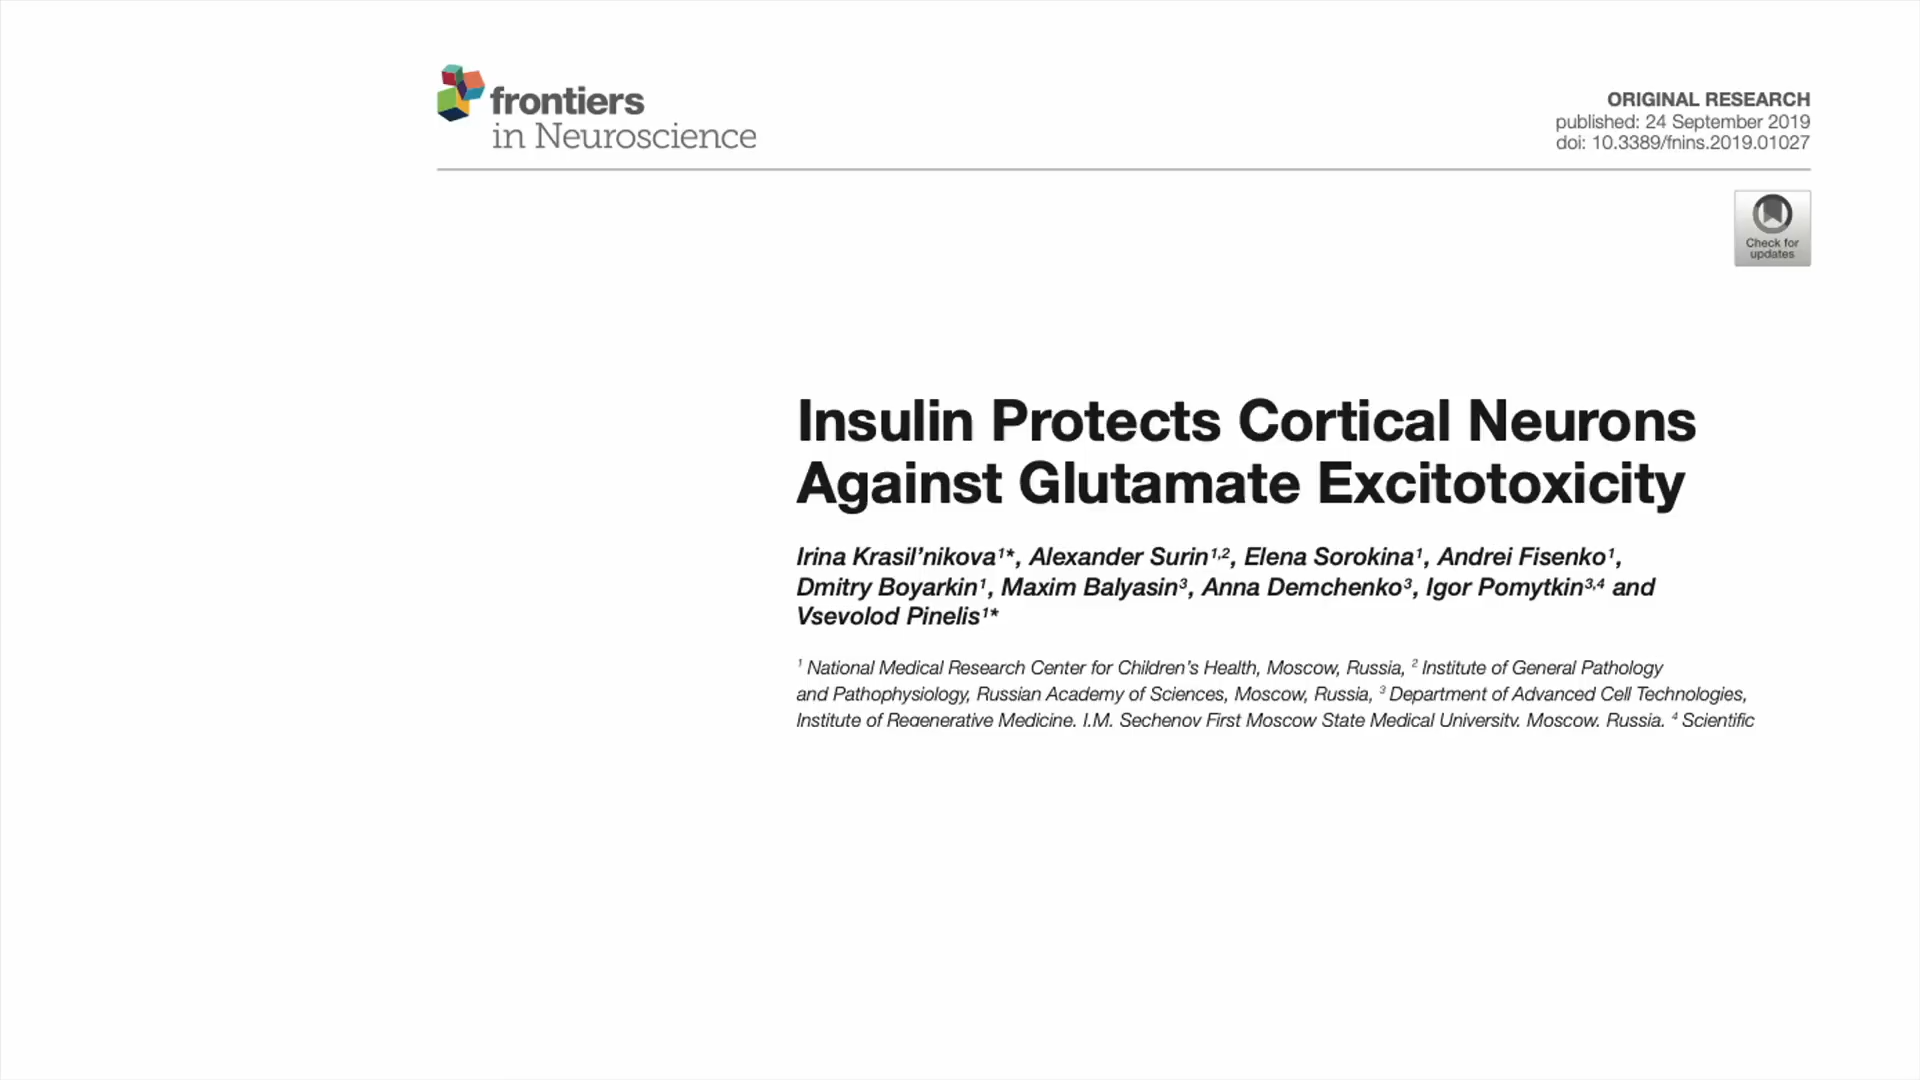 frontiers
in Neuroscience
ORIGINAL RESEARCH
published: 24 September 2019
doi: 10.3389/fnins.2019.01027
Check for
updates
Insulin Protects Cortical Neurons
Against Glutamate Excitotoxicity
Irina Krasil’nikova¹*, Alexander Surin¹,², Elena Sorokina¹, Andrei Fisenko¹,
Dmitry Boyarkin¹, Maxim Balyasin³, Anna Demchenko³, Igor Pomytkin³,⁴ and
Vsevolod Pinelis¹*
¹ National Medical Research Center for Children’s Health, Moscow, Russia, ² Institute of General Pathology
and Pathophysiology, Russian Academy of Sciences, Moscow, Russia, ³ Department of Advanced Cell Technologies,
Institute of Regenerative Medicine, I.M. Sechenov First Moscow State Medical University, Moscow, Russia, ⁴ Scientific